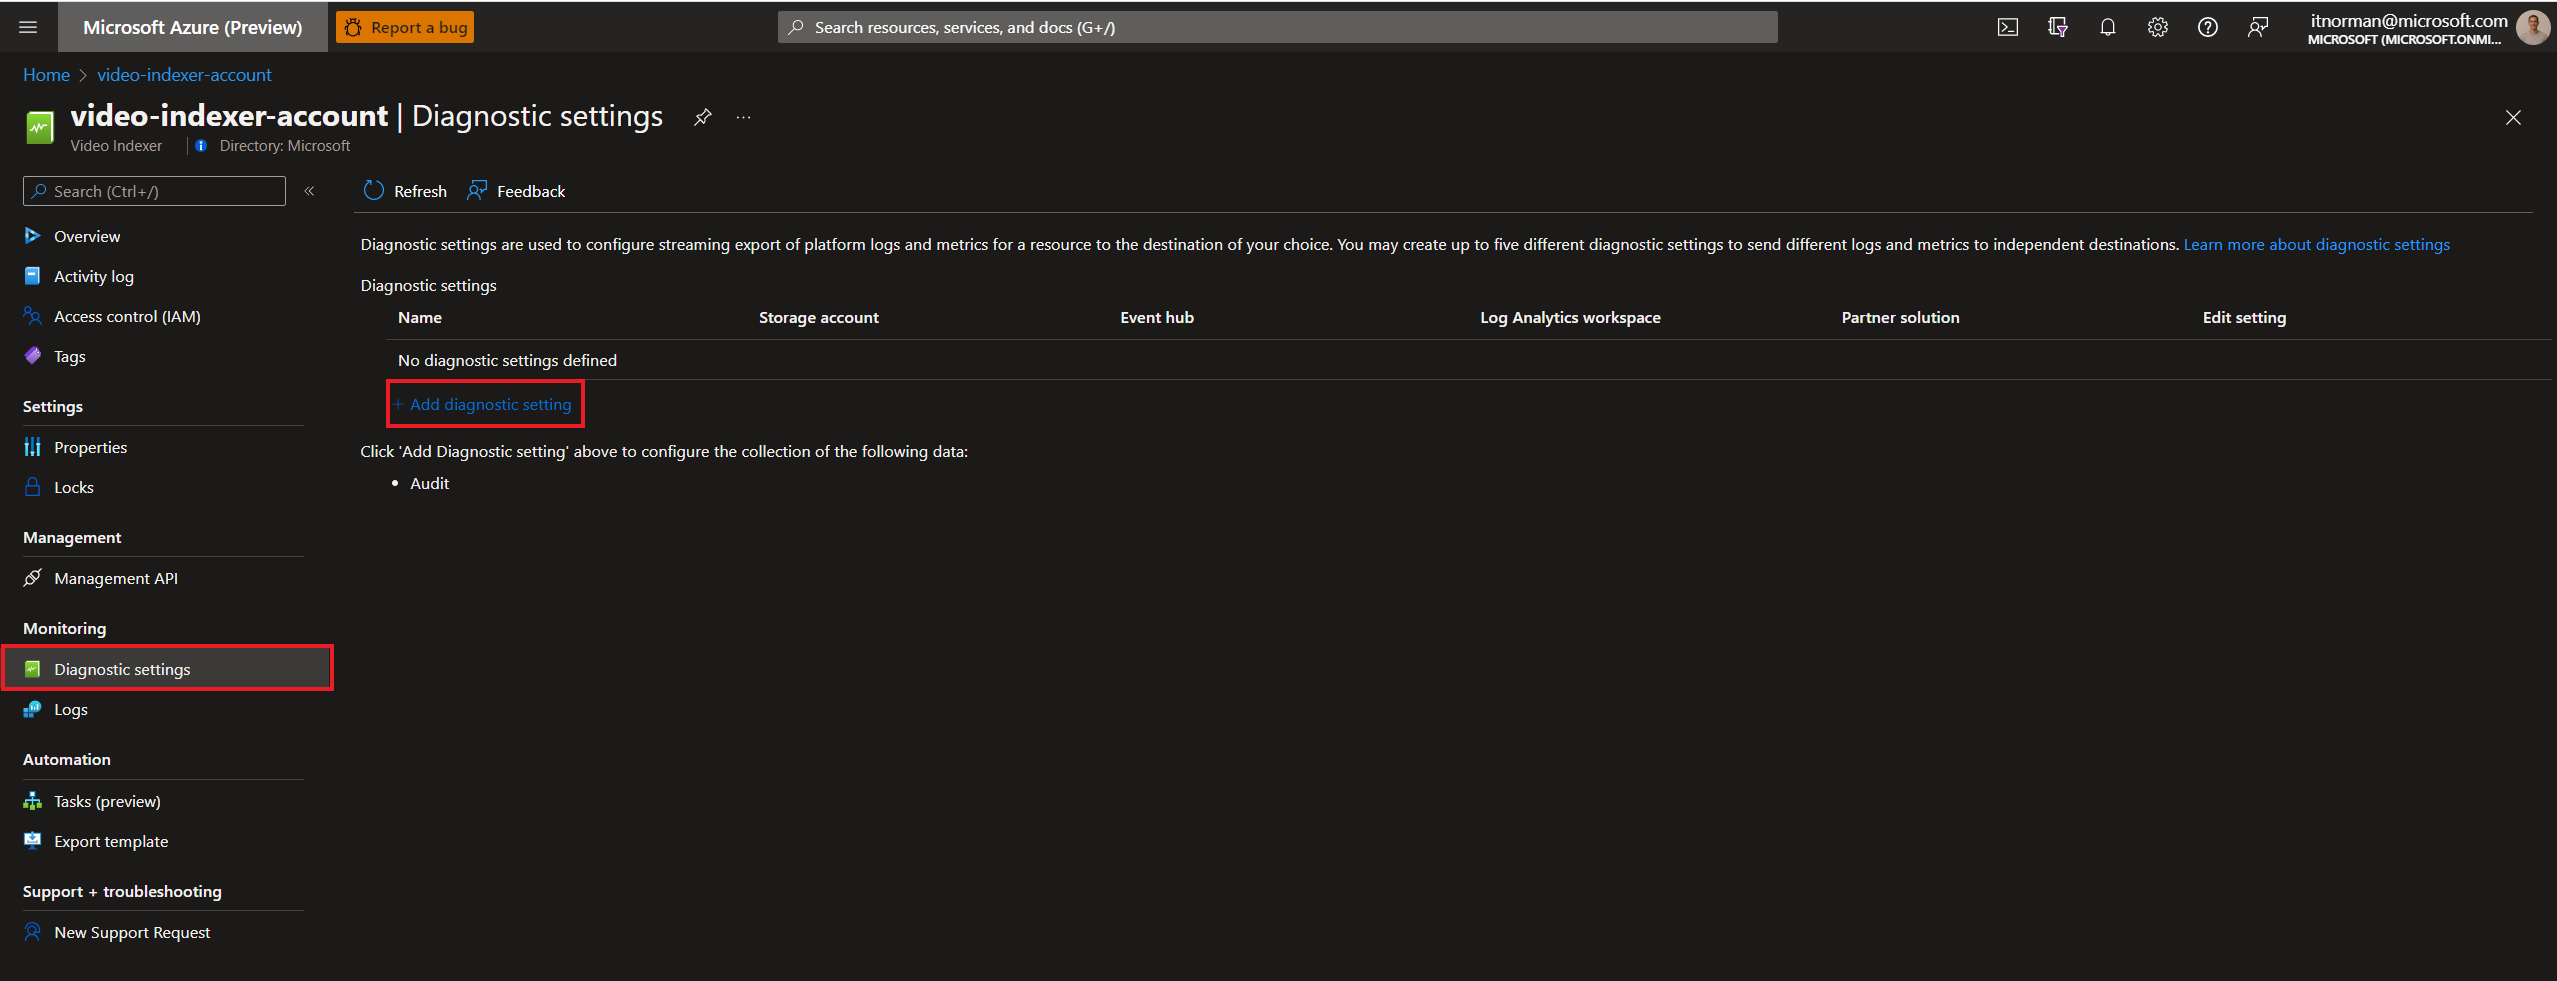 Microsoft Azure (Preview)
Report a bug
Search resources, services, and docs (G+/)
itnorman@microsoft.com
MICROSOFT (MICROSOFT.ONMI...
Home > video-indexer-account
video-indexer-account | Diagnostic settings
Video Indexer
Directory: Microsoft
Search (Ctrl+/)
Overview
Activity log
Access control (IAM)
Tags
Settings
Properties
Locks
Management
Management API
Monitoring
Diagnostic settings
Logs
Automation
Tasks (preview)
Export template
Support + troubleshooting
New Support Request
Refresh
Feedback
Diagnostic settings are used to configure streaming export of platform logs and metrics for a resource to the destination of your choice. You may create up to five different diagnostic settings to send different logs and metrics to independent destinations. Learn more about diagnostic settings
Diagnostic settings
Name Storage account Event hub Log Analytics workspace Partner solution Edit setting
No diagnostic settings defined
+ Add diagnostic setting
Click 'Add Diagnostic setting' above to configure the collection of the following data:
• Audit